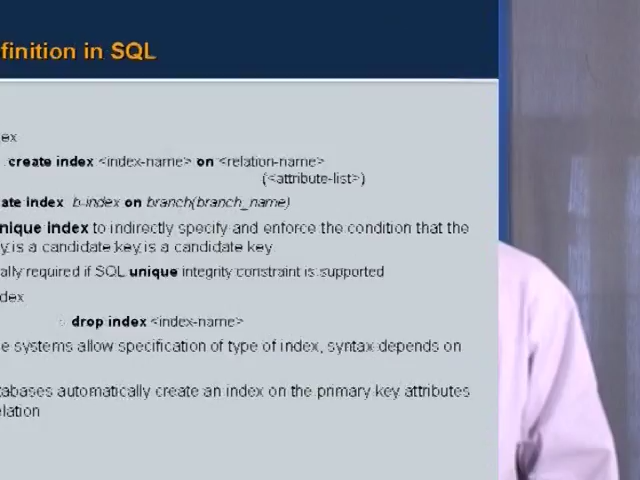 finition in SQL
ex
create index <index-name> on <relation-name>
(<attribute-list>)
ate index b-index on branch(branch_name)
nique index to indirectly specify and enforce the condition that the
y is a candidate key is a candidate key.
ally required if SQL unique integrity constraint is supported
dex
drop index <index-name>
e systems allow specification of type of index, syntax depends on
tabases automatically create an index on the primary key attributes
elation